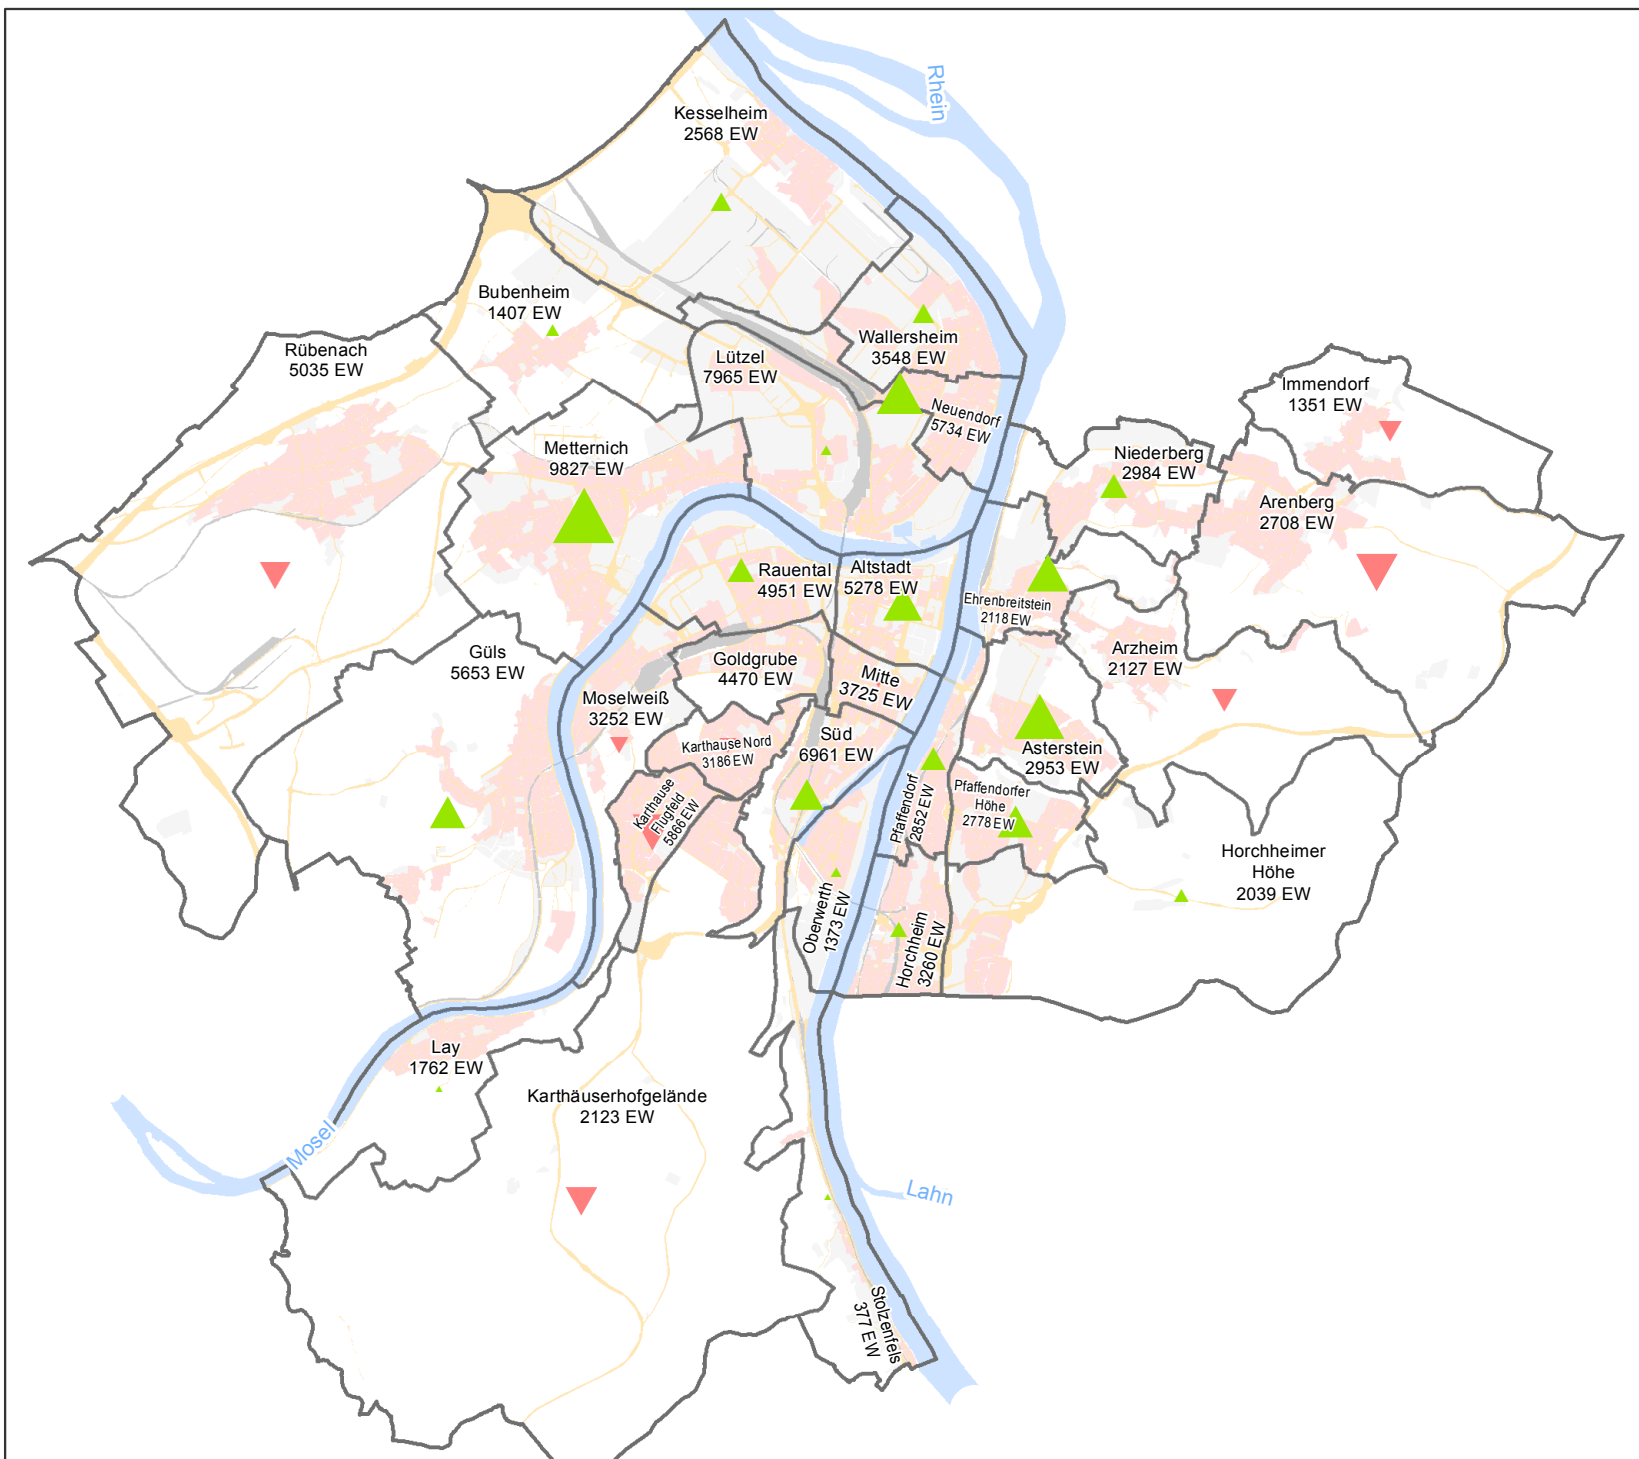 Rhein
Kesselheim
2568 EW
Bubenheim
1407 EW
Rübenach
5035 EW
Wallersheim
3548 EW
Lützel
7965 EW
Neuendorf
5734 EW
Immendorf
1351 EW
Metternich
9827 EW
Niederberg
2984 EW
Arenberg
2708 EW
Rauental
4951 EW
Altstadt
5278 EW
Ehrenbreitstein
2118 EW
Güls
5653 EW
Goldgrube
4470 EW
Arzheim
2127 EW
Mitte
3725 EW
Moselweiß
3252 EW
Karthause Nord
3186 EW
Süd
6961 EW
Asterstein
2953 EW
Karthause
Flugfeld
5866 EW
Pfaffendorf
2852 EW
Pfaffendorfer
Höhe
2778 EW
Horchheimer
Höhe
2039 EW
Oberwerth
1373 EW
Horchheim
3260 EW
Lay
1762 EW
Karthäuserhofgelände
2123 EW
Mosel
Lahn
Stolzenfels
377 EW